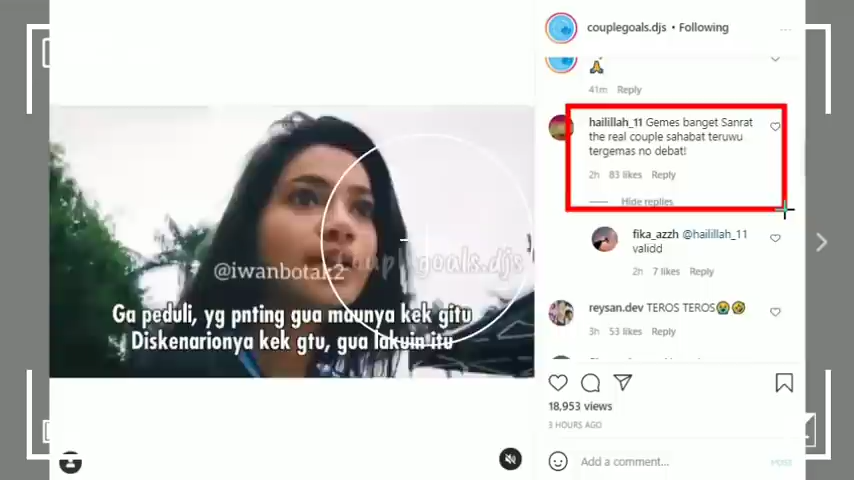 couplegoals.djs • Following
41m Reply
hailillah_11 Gemes banget Sanrat
the real couple sahabat teruwu
tergemas no debat!
2h 83 likes Reply
Hide replies
fika_azzh @hailillah_11
validd
2h 7 likes Reply
reysan.dev TEROS TEROS😭🤣
3h 53 likes Reply
@iwanbotak2
couplegoals.djs
Ga peduli, yg pnting gua maunya kek gitu
Diskenarionya kek gtu, gua lakuin itu
18,953 views
3 HOURS AGO
Add a comment...
POST